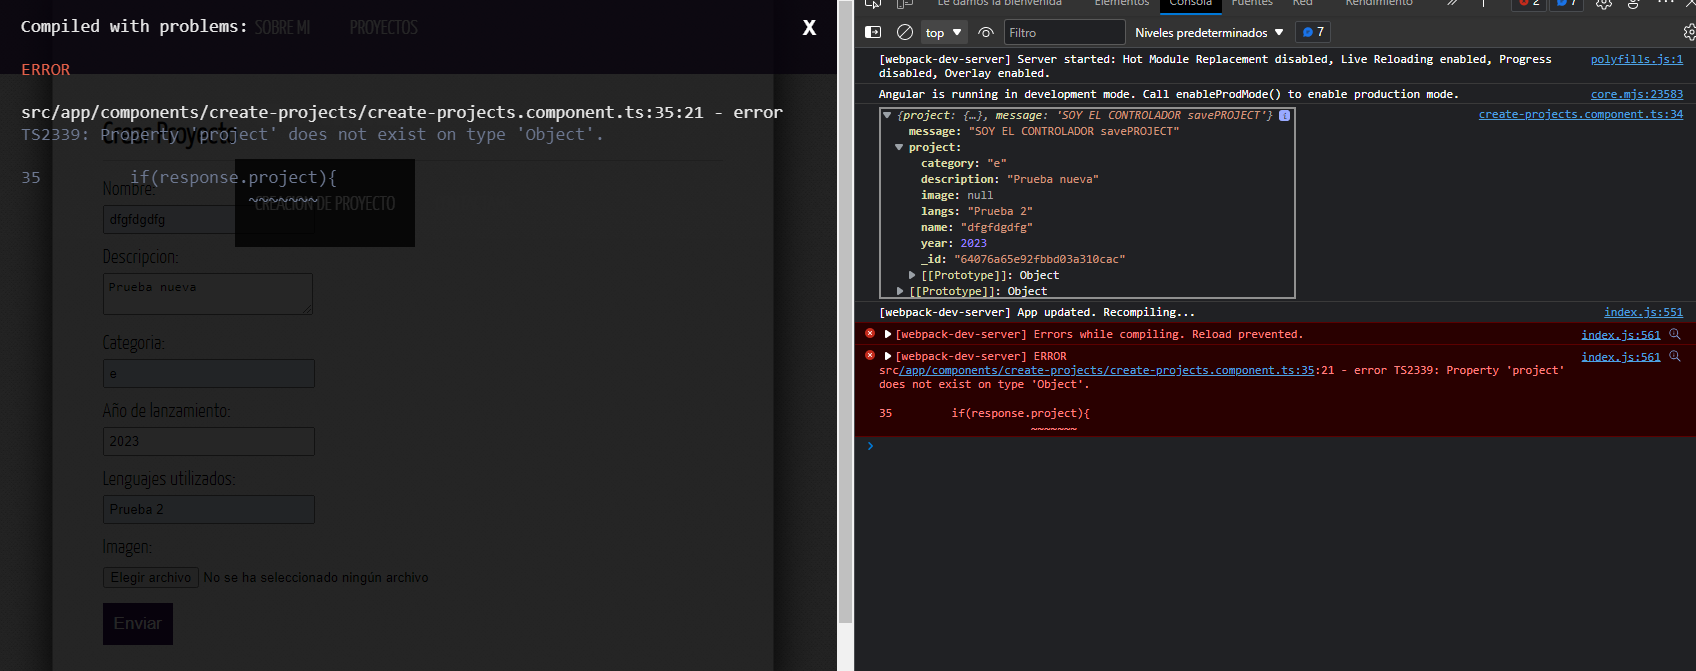 Compiled with problems:
SOBRE MI
PROYECTOS
X
ERROR
src/app/components/create-projects/create-projects.component.ts:35:21 - error
TS2339: Property 'project' does not exist on type 'Object'.
35 if(response.project){
~~~~~~~
Crear Proyecto
CREACIÓN DE PROYECTO
Nombre:
dfgfdgdfg
Descripcion:
Prueba nueva
Categoria:
e
Año de lanzamiento:
2023
Lenguajes utilizados:
Prueba 2
Imagen:
Elegir archivo No se ha seleccionado ningún archivo
Enviar
Le damos la bienvenida Elementos Consola Fuentes Red Rendimiento 2 7
top Filtro Niveles predeterminados 7
[webpack-dev-server] Server started: Hot Module Replacement disabled, Live Reloading enabled, Progress polyfills.js:1
disabled, Overlay enabled.
Angular is running in development mode. Call enableProdMode() to enable production mode. core.mjs:23583
{project: {…}, message: 'SOY EL CONTROLADOR savePROJECT'} create-projects.component.ts:34
message: "SOY EL CONTROLADOR savePROJECT"
project:
category: "e"
description: "Prueba nueva"
image: null
langs: "Prueba 2"
name: "dfgfdgdfg"
year: 2023
_id: "64076a65e92fbbd03a310cac"
[[Prototype]]: Object
[[Prototype]]: Object
[webpack-dev-server] App updated. Recompiling... index.js:551
[webpack-dev-server] Errors while compiling. Reload prevented. index.js:561
[webpack-dev-server] ERROR index.js:561
src/app/components/create-projects/create-projects.component.ts:35:21 - error TS2339: Property 'project'
does not exist on type 'Object'.
35 if(response.project){
~~~~~~~